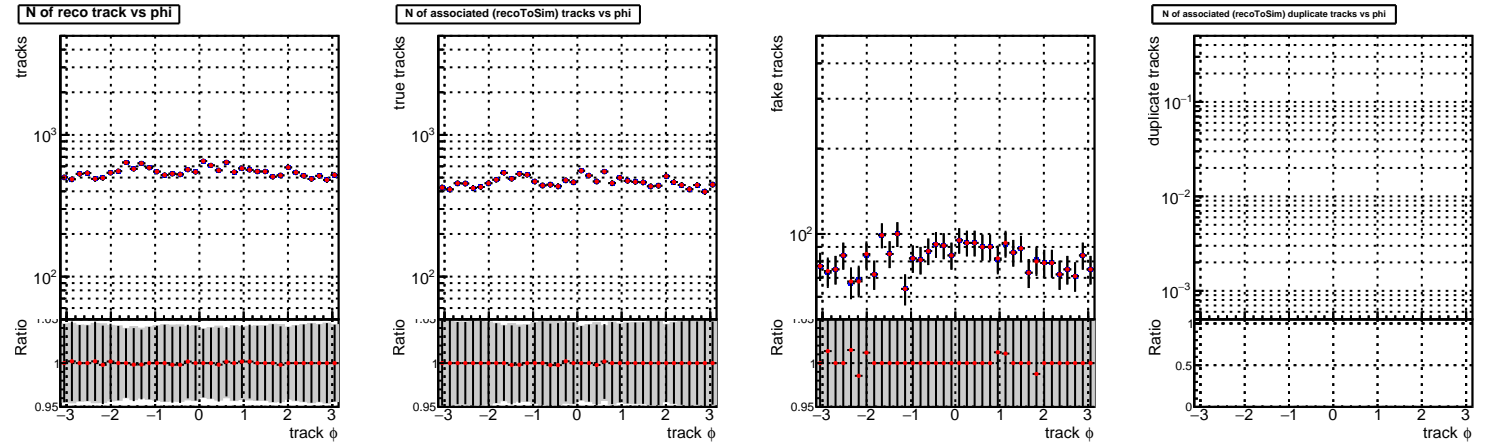 N of reco track vs phi
tracks
10³
10²
Ratio
1
0.95
−3 −2 −1 0 1 2 3
track ϕ
N of associated (recoToSim) tracks vs phi
true tracks
10³
10²
Ratio
1
0.95
−3 −2 −1 0 1 2 3
track ϕ
fake tracks
10²
Ratio
1
0.95
−3 −2 −1 0 1 2 3
track ϕ
N of associated (recoToSim) duplicate tracks vs phi
duplicate tracks
10⁻¹
10⁻²
10⁻³
Ratio
1
0.5
0
−3 −2 −1 0 1 2 3
track ϕ